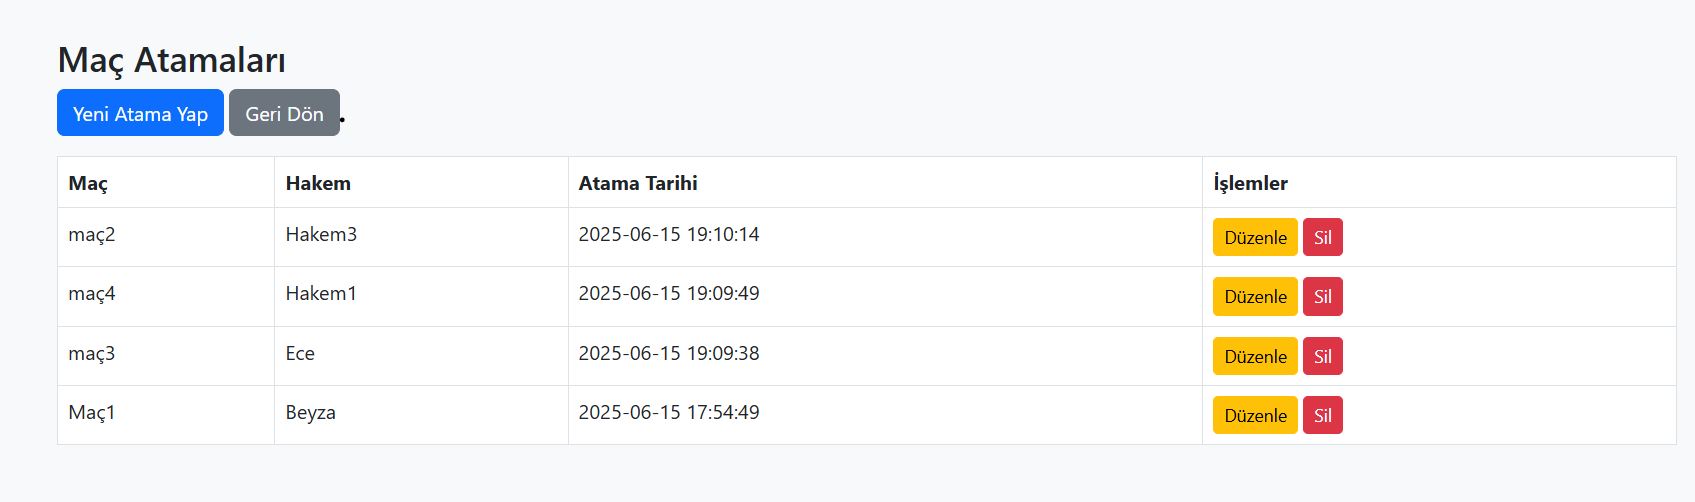 Maç Atamaları
Yeni Atama Yap Geri Dön .
Maç Hakem Atama Tarihi İşlemler
maç2 Hakem3 2025-06-15 19:10:14 Düzenle Sil
maç4 Hakem1 2025-06-15 19:09:49 Düzenle Sil
maç3 Ece 2025-06-15 19:09:38 Düzenle Sil
Maç1 Beyza 2025-06-15 17:54:49 Düzenle Sil